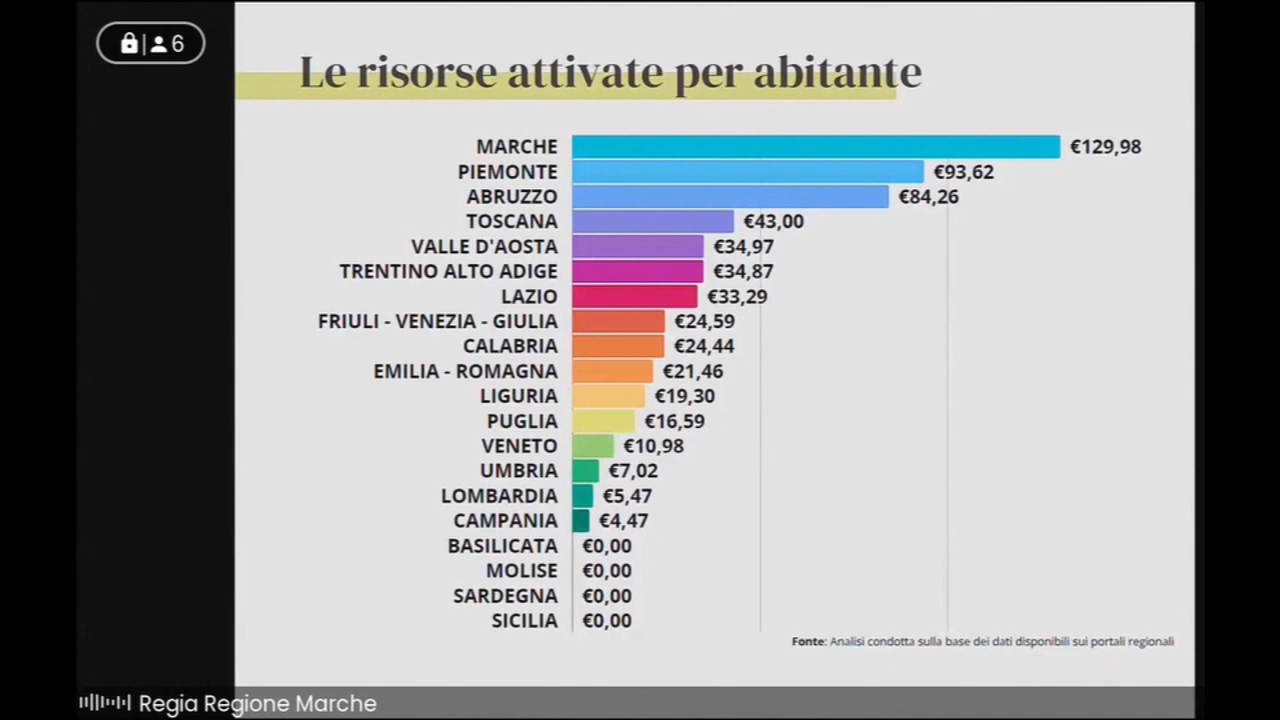 6
Le risorse attivate per abitante
MARCHE €129,98
PIEMONTE €93,62
ABRUZZO €84,26
TOSCANA €43,00
VALLE D'AOSTA €34,97
TRENTINO ALTO ADIGE €34,87
LAZIO €33,29
FRIULI - VENEZIA - GIULIA €24,59
CALABRIA €24,44
EMILIA - ROMAGNA €21,46
LIGURIA €19,30
PUGLIA €16,59
VENETO €10,98
UMBRIA €7,02
LOMBARDIA €5,47
CAMPANIA €4,47
BASILICATA €0,00
MOLISE €0,00
SARDEGNA €0,00
SICILIA €0,00
Fonte: Analisi condotta sulla base dei dati disponibili sui portali regionali
Regia Regione Marche